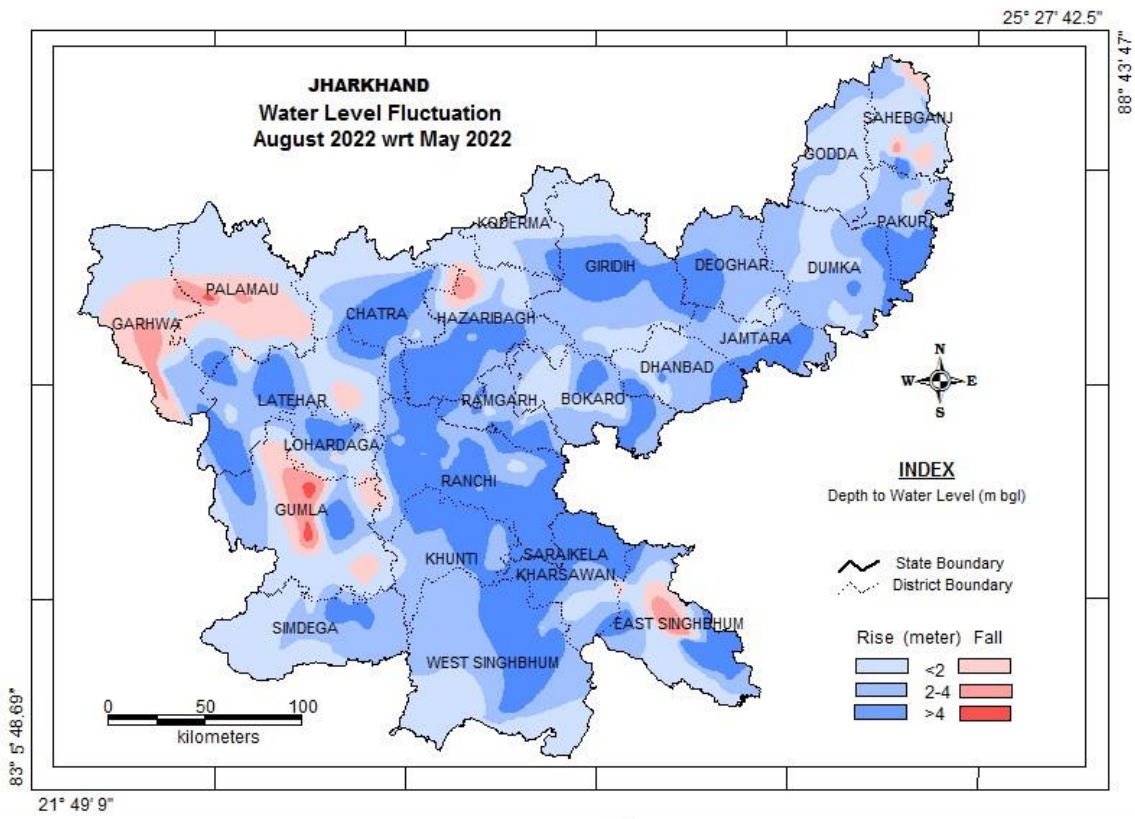 25° 27' 42.5"
88° 43' 47"
JHARKHAND
Water Level Fluctuation
August 2022 wrt May 2022
SAHEBGANJ
GODDA
KODERMA
PAKUR
GIRIDIH
DEOGHAR
DUMKA
PALAMAU
CHATRA
HAZARIBAGH
GARHWA
JAMTARA
DHANBAD
LATEHAR
RAMGARH
BOKARO
N
W E
S
LOHARDAGA
RANCHI
GUMLA
KHUNTI
SARAIKELA
KHARSAWAN
SIMDEGA
EAST SINGHBHUM
WEST SINGHBHUM
INDEX
Depth to Water Level (m bgl)
State Boundary
District Boundary
Rise (meter) Fall
<2
2-4
>4
0 50 100
kilometers
83° 5' 48.69"
21° 49' 9"